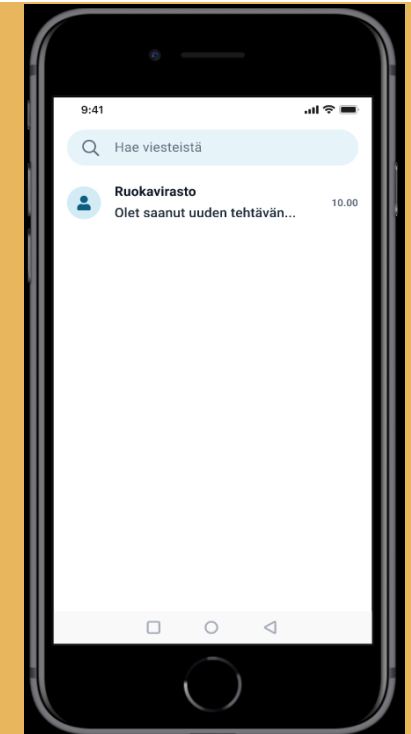 9:41
Hae viesteistä
Ruokavirasto
Olet saanut uuden tehtävän...
10.00